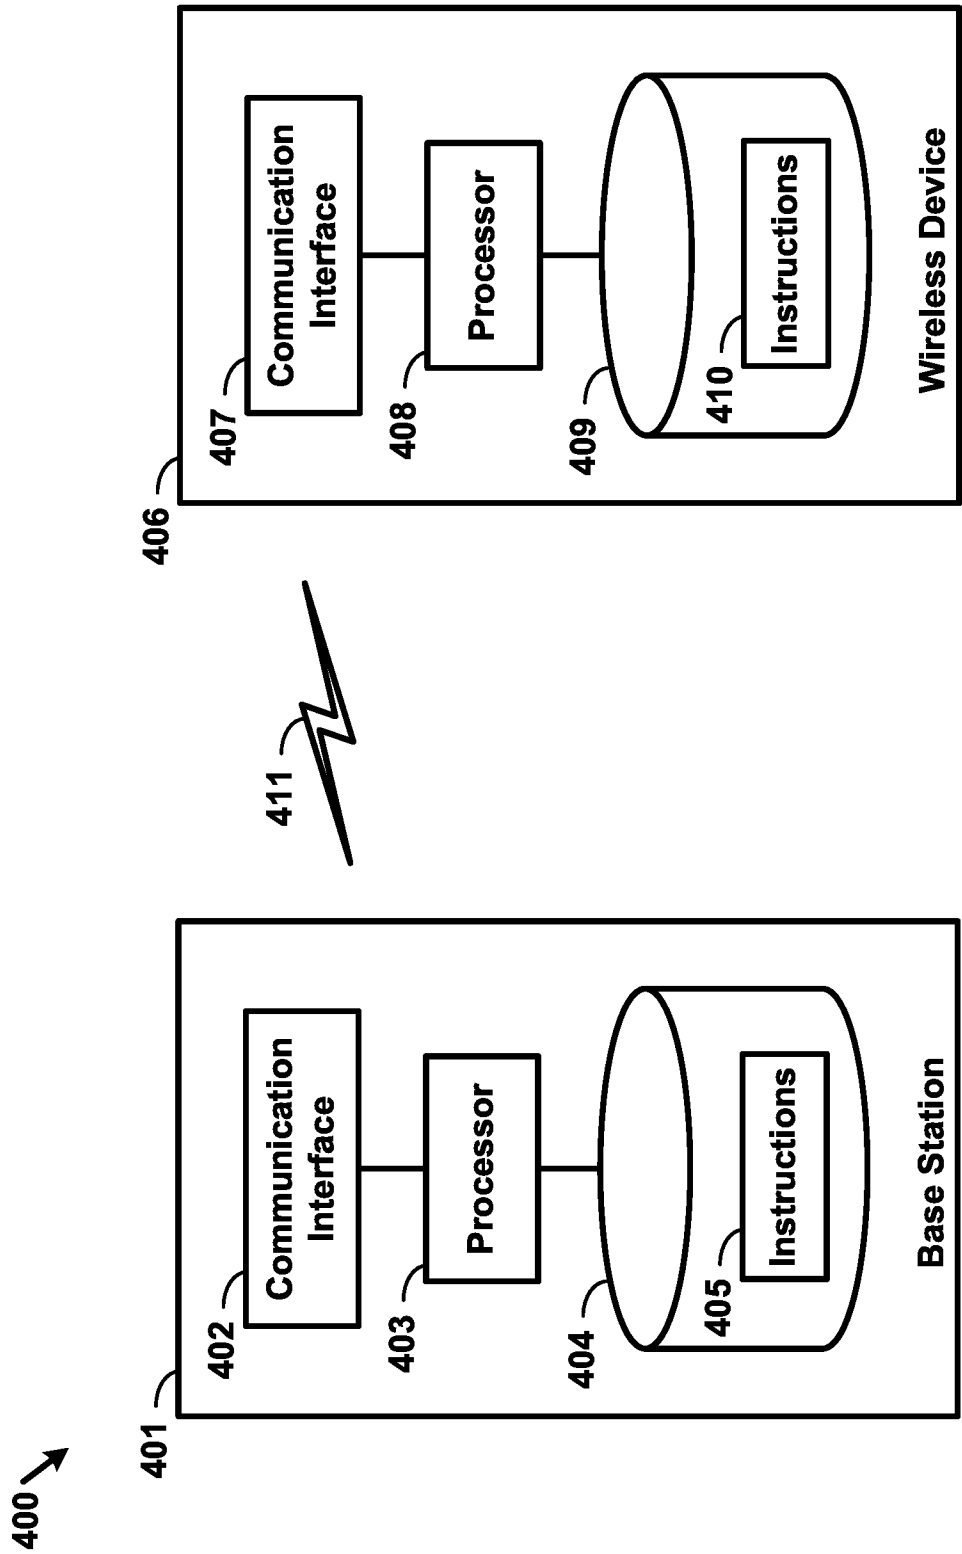 400
401
402
Communication
Interface
403
Processor
404
405
Instructions
Base Station
411
406
407
Communication
Interface
408
Processor
409
410
Instructions
Wireless Device